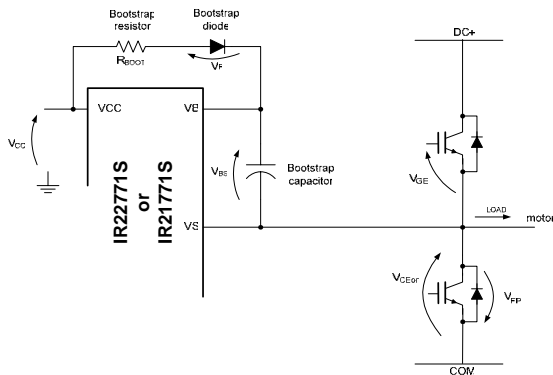 Bootstrap
resistor
Bootstrap
diode
DC+
RBOOT
VF
VCC
VB
VCC
IR22771S
or
IR21771S
VBS
Bootstrap
capacitor
VGE
VS
LOAD
motor
VCEon
VFP
COM